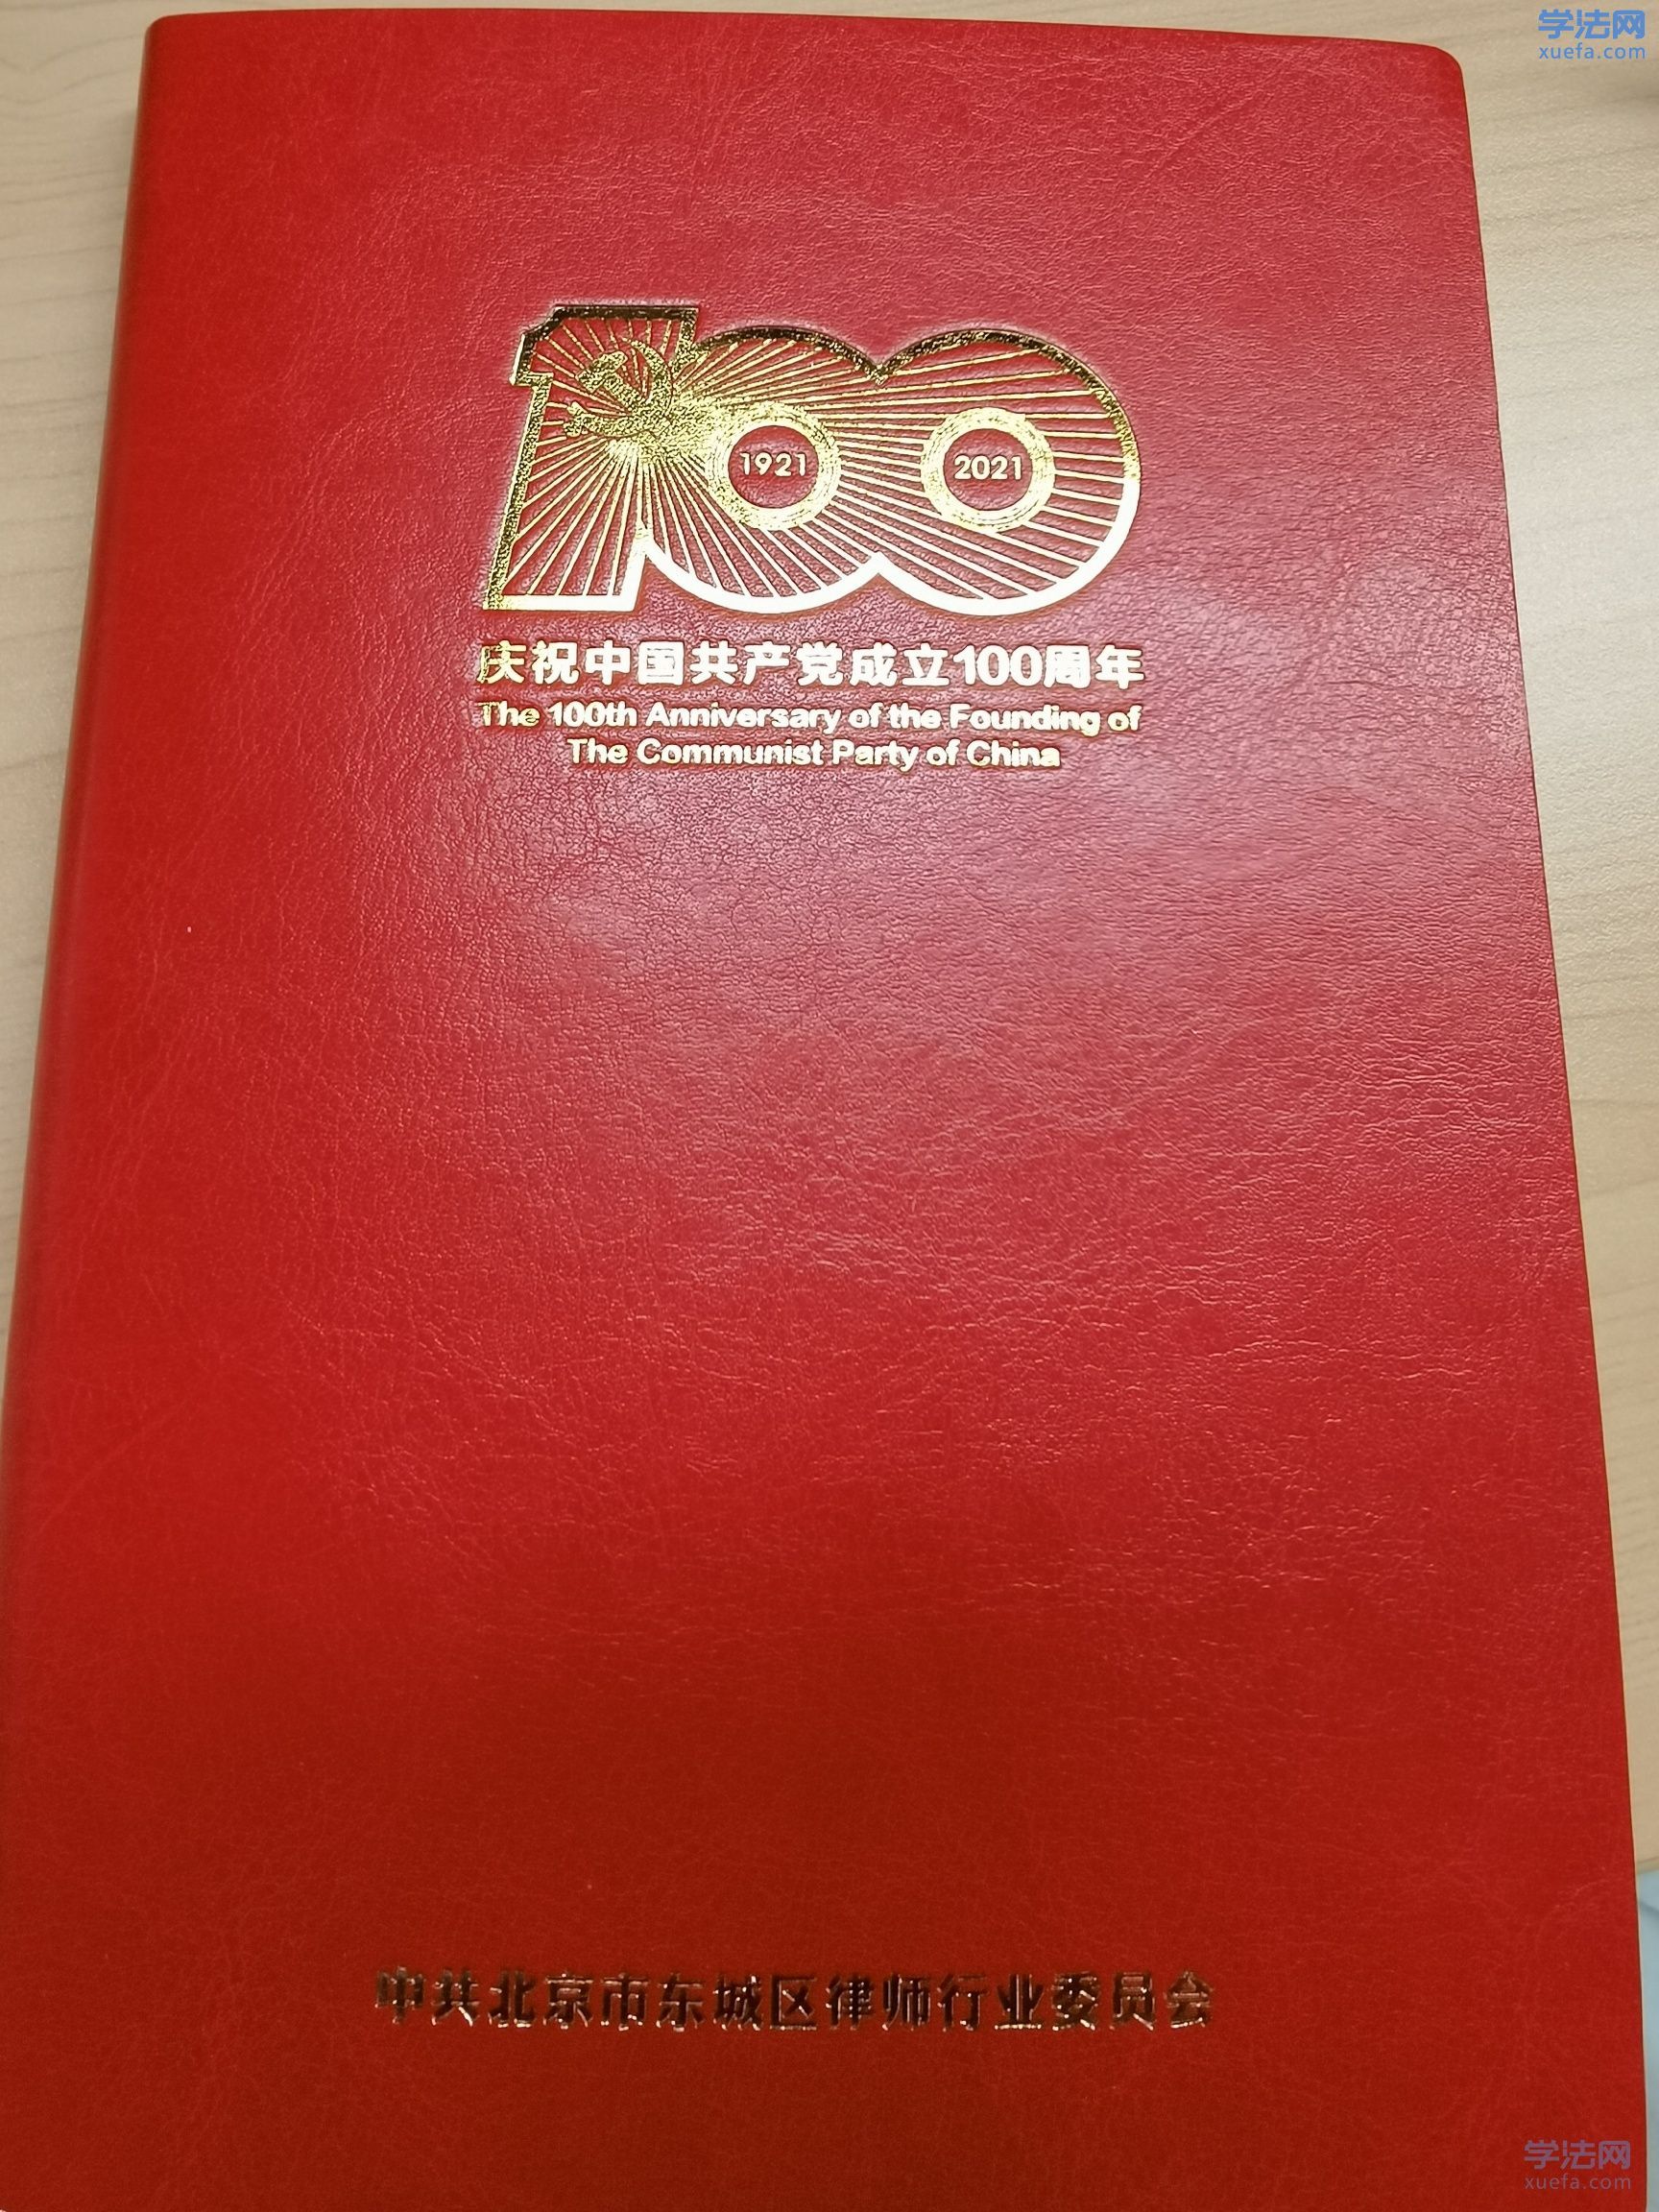 学法网
xuefa.com
1921
2021
庆祝中国共产党成立100周年
The 100th Anniversary of the Founding of
The Communist Party of China
中共北京市东城区律师行业委员会
学法网
xuefa.com